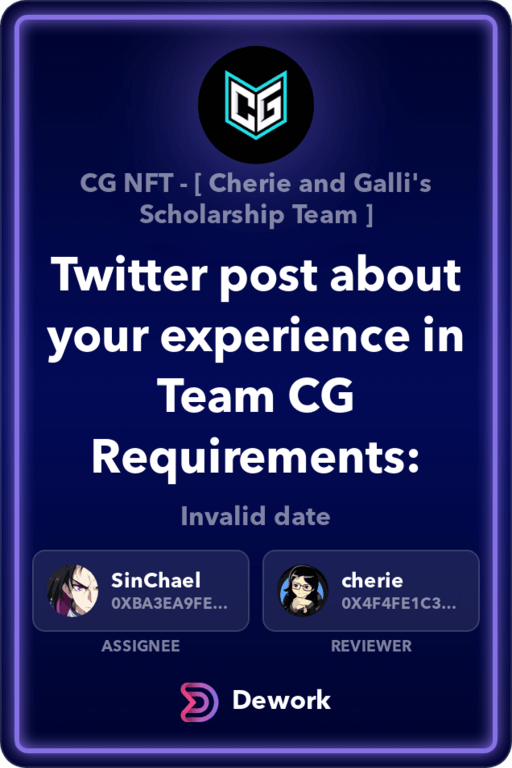 CG
CG NFT - [ Cherie and Galli's
Scholarship Team ]
Twitter post about
your experience in
Team CG
Requirements:
Invalid date
SinChael
0XBA3EA9FE...
ASSIGNEE
cherie
0X4F4FE1C3...
REVIEWER
Dework